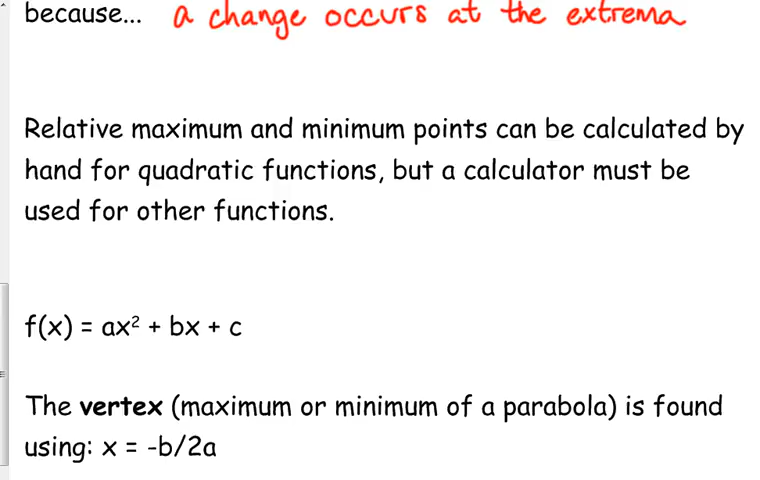 because... a change occurs at the extrema
Relative maximum and minimum points can be calculated by
hand for quadratic functions, but a calculator must be
used for other functions.
f(x) = ax² + bx + c
The vertex (maximum or minimum of a parabola) is found
using: x = -b/2a